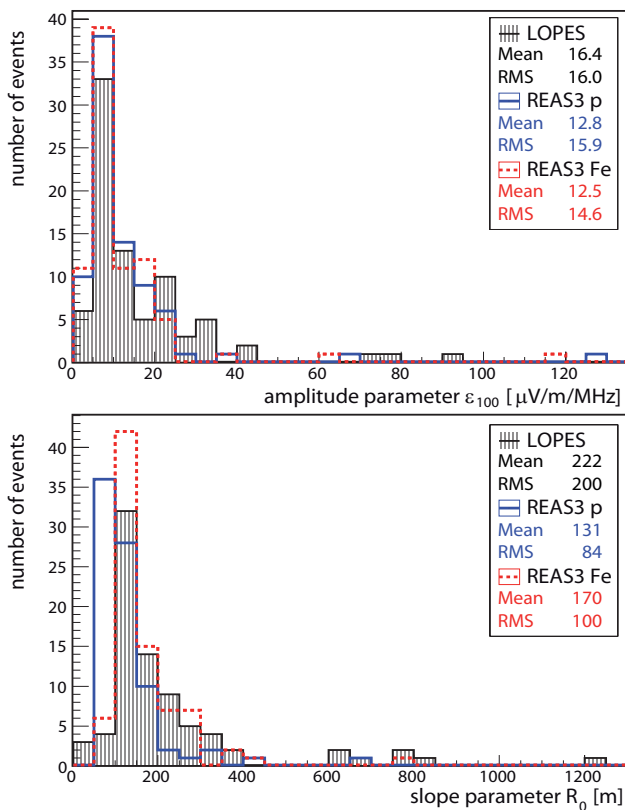 40
35
30
25
20
15
10
5
0
number of events
LOPES
Mean 16.4
RMS 16.0
REAS3 p
Mean 12.8
RMS 15.9
REAS3 Fe
Mean 12.5
RMS 14.6
0 20 40 60 80 100 120
amplitude parameter ε₁₀₀ [ μV/m/MHz]
40
35
30
25
20
15
10
5
0
number of events
LOPES
Mean 222
RMS 200
REAS3 p
Mean 131
RMS 84
REAS3 Fe
Mean 170
RMS 100
0 200 400 600 800 1000 1200
slope parameter R₀ [m]